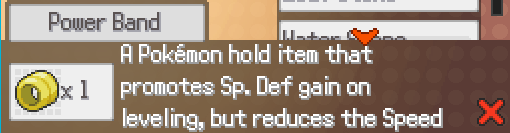 Power Band
A Pokémon hold item that
x 1
promotes Sp. Def gain on
leveling, but reduces the Speed